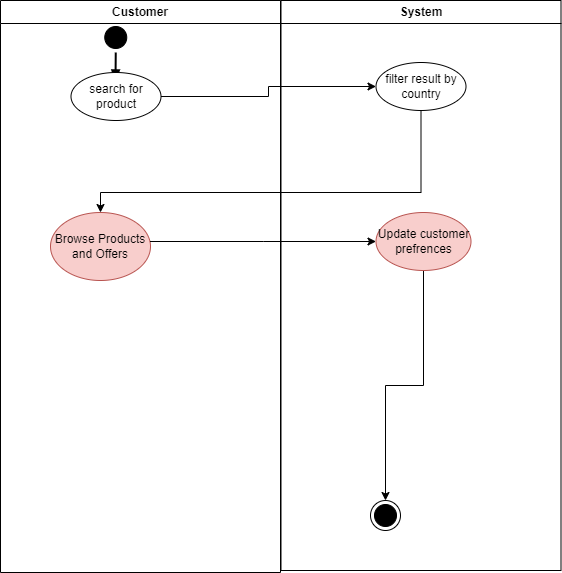 Customer
System
search for
product
filter result by
country
Browse Products
and Offers
Update customer
prefrences